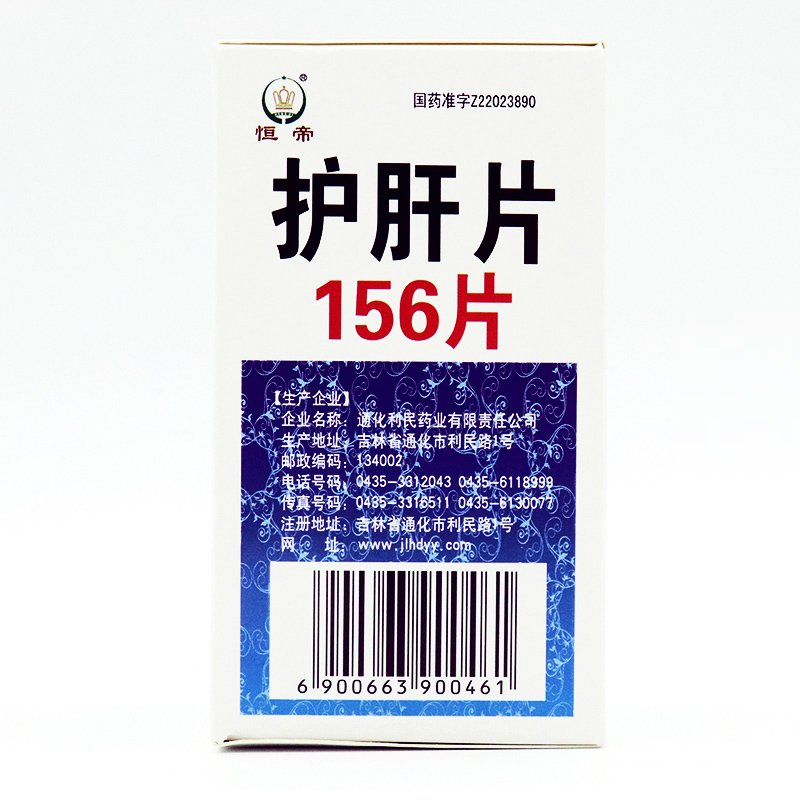 ®
国药准字Z22023890
恒帝
护肝片
156片
【生产企业】
企业名称：通化利民药业有限责任公司
生产地址：吉林省通化市利民路1号
邮政编码：134002
电话号码：0435-3312043 0435-6118999
传真号码：0435-3316511 0435-6130077
注册地址：吉林省通化市利民路1号
网 址：www.jlhdyy.com
6 900663 900461